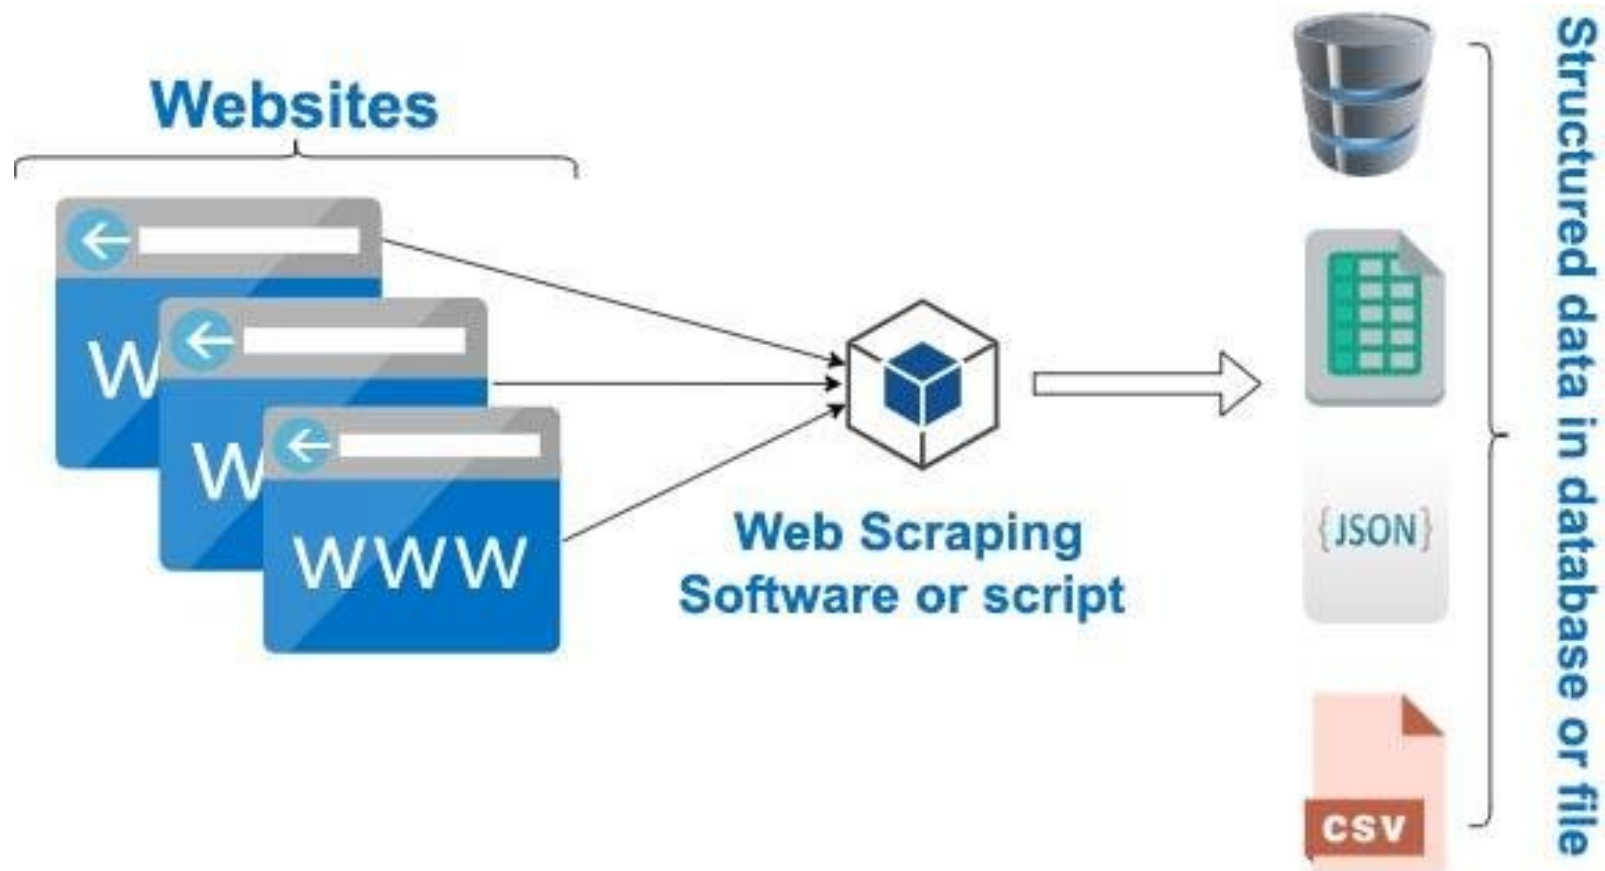 Websites
W
W
WWW
Web Scraping
Software or script
{JSON}
CSV
Structured data in database or file